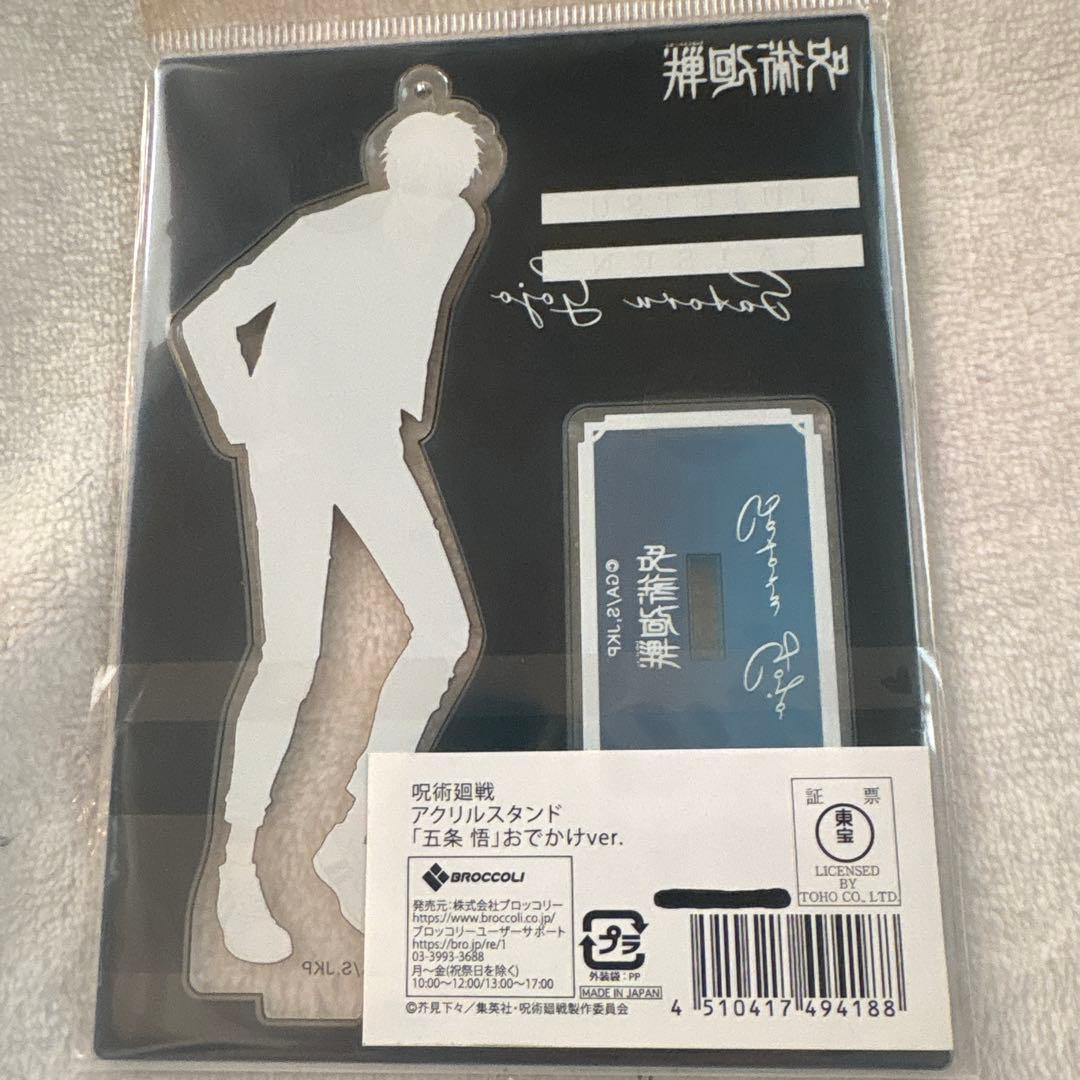 呪術廻戦
Satoru Gojo
Satoru Gojo
呪術廻戦
©GA/S,JKP
/S,JKP
呪術廻戦
アクリルスタンド
「五条 悟」おでかけver.
BROCCOLI
発売元:株式会社ブロッコリー
https://www.broccoli.co.jp/
ブロッコリーユーザーサポート
https://bro.jp/re/1
03-3993-3688
月~金(祝祭日を除く)
10:00~12:00/13:00~17:00
©芥見下々/集英社・呪術廻戦製作委員会
プラ
外装袋:PP
MADE IN JAPAN
証 票
東宝
LICENSED
BY
TOHO CO., LTD.
4 510417 494188